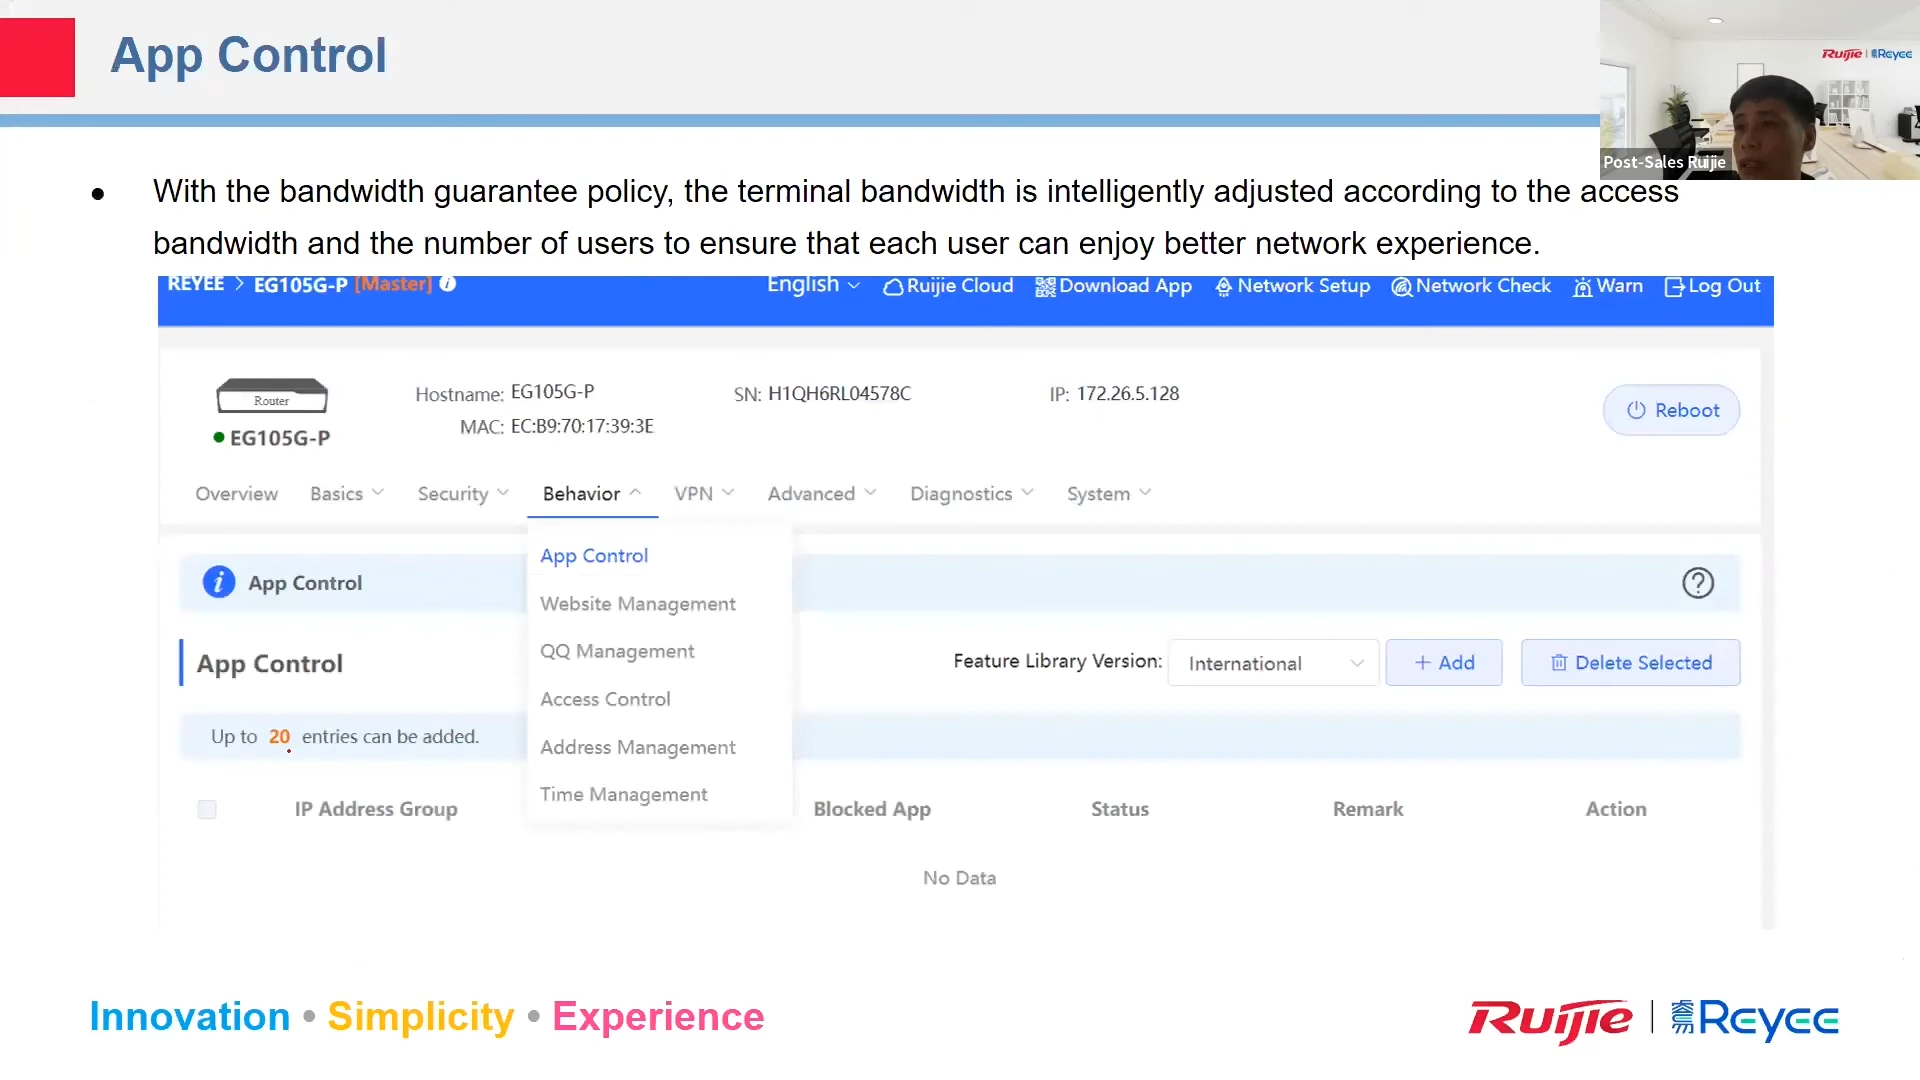 App Control
Ruijie | Reyee
Post-Sales Ruijie
• With the bandwidth guarantee policy, the terminal bandwidth is intelligently adjusted according to the access
bandwidth and the number of users to ensure that each user can enjoy better network experience.
REYEE > EG105G-P [Master] i English Ruijie Cloud Download App Network Setup Network Check Warn Log Out
Router
EG105G-P
Hostname: EG105G-P SN: H1QH6RL04578C IP: 172.26.5.128
MAC: EC:B9:70:17:39:3E
Reboot
Overview Basics Security Behavior VPN Advanced Diagnostics System
App Control
Website Management
QQ Management
Access Control
Address Management
Time Management
i App Control ?
App Control Feature Library Version: International + Add Delete Selected
Up to 20 entries can be added.
IP Address Group Blocked App Status Remark Action
No Data
Innovation • Simplicity • Experience
Ruijie | 睿易 Reyee